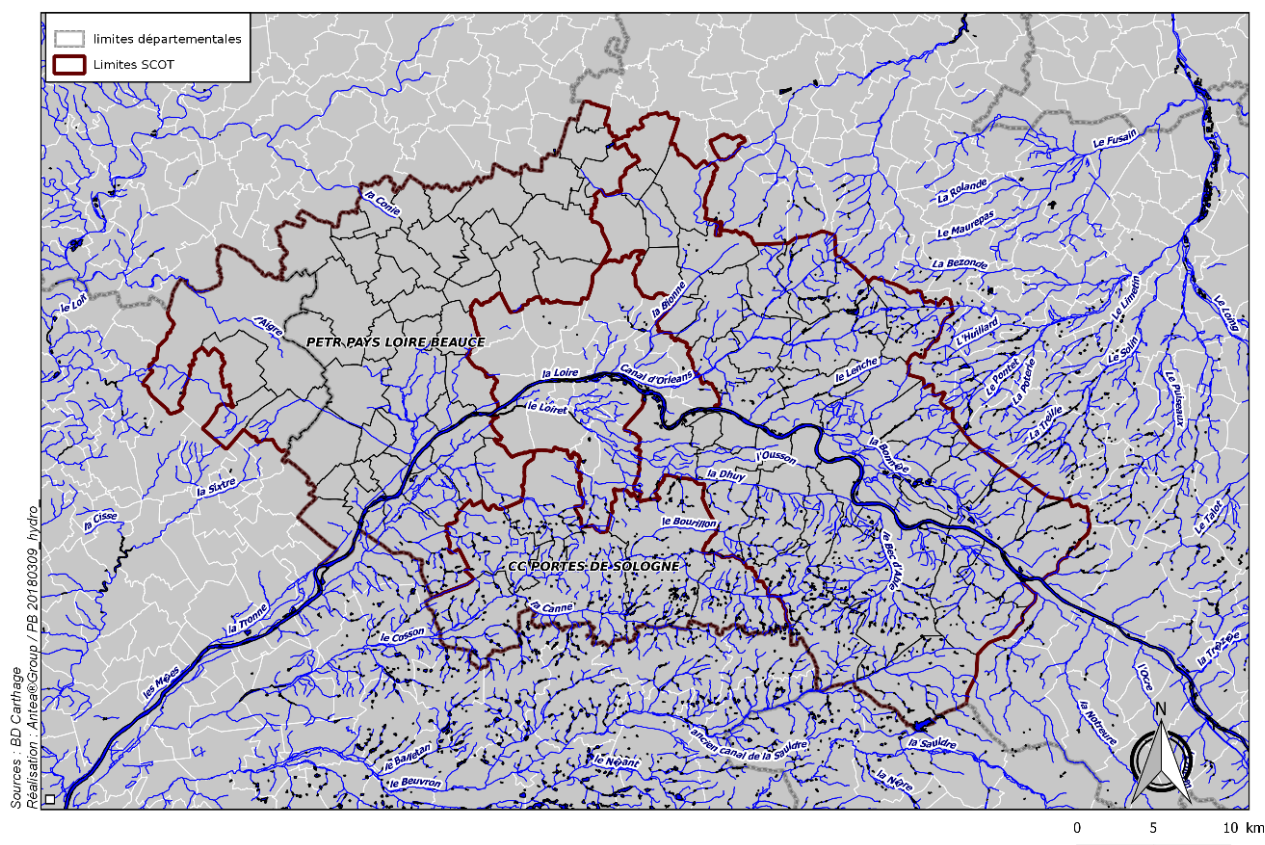 limites départementales
Limites SCOT
Le Fusain
La Rolande
la Conie
Le Maurepas
La Bezonde
le Loir
la Bionne
Le Limetin
Le Loing
l'Aigre
L'Huillard
PETR PAYS LOIRE BEAUCE
Le Solin
la Loire
Canal d'Orleans
le Lenche
Le Pontet
La Poterie
Le Puiseaux
le Loiret
La Treille
la Bonnée
l'Ousson
la Dhuy
la Sixtre
la Cisse
le Bourillon
Le Talot
le Bec d'Able
CC PORTES DE SOLOGNE
la Canne
la Tronne
le Cosson
la Trézée
les Mées
l'Ocre
la Notreure
N
ancien canal de la Sauldre
la Sauldre
le Barletan
le Néant
le Beuvron
la Nère
Sources : BD Carthage
Réalisation : Antea®Group / PB 20180309_hydro_
0 5 10 km